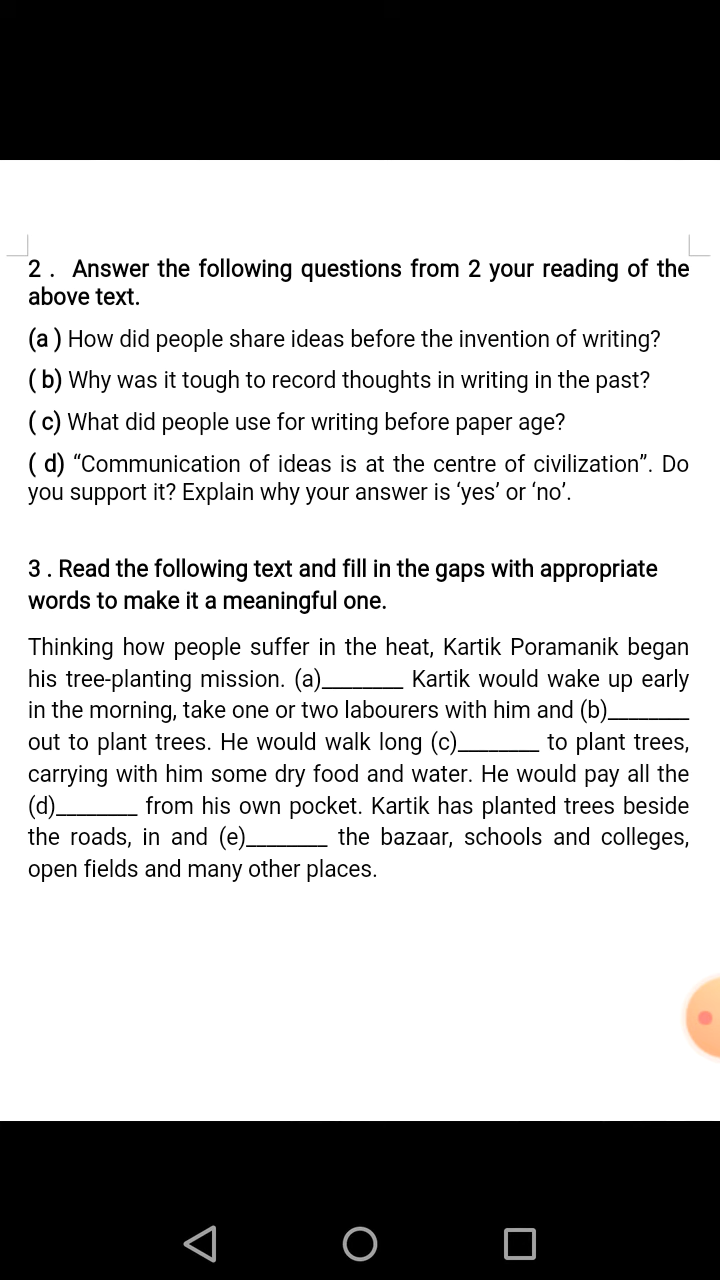 2 .  Answer the following questions from 2 your reading of the
above text.
(a ) How did people share ideas before the invention of writing?
( b) Why was it tough to record thoughts in writing in the past?
( c) What did people use for writing before paper age?
( d) “Communication of ideas is at the centre of civilization”. Do
you support it? Explain why your answer is ‘yes’ or ‘no’.
3 . Read the following text and fill in the gaps with appropriate
words to make it a meaningful one.
Thinking how people suffer in the heat, Kartik Poramanik began
his tree-planting mission. (a)________ Kartik would wake up early
in the morning, take one or two labourers with him and (b)________
out to plant trees. He would walk long (c)________ to plant trees,
carrying with him some dry food and water. He would pay all the
(d)________ from his own pocket. Kartik has planted trees beside
the roads, in and (e)________ the bazaar, schools and colleges,
open fields and many other places.